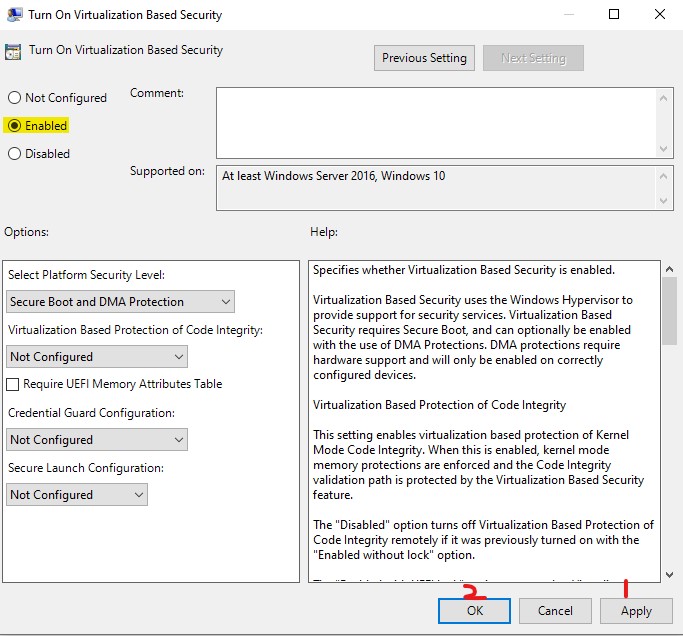 Turn On Virtualization Based Security
Turn On Virtualization Based Security
Previous Setting
Next Setting
Not Configured
Enabled
Disabled
Comment:
Supported on:
At least Windows Server 2016, Windows 10
Options:
Help:
Select Platform Security Level:
Secure Boot and DMA Protection
Virtualization Based Protection of Code Integrity:
Not Configured
Require UEFI Memory Attributes Table
Credential Guard Configuration:
Not Configured
Secure Launch Configuration:
Not Configured
Specifies whether Virtualization Based Security is enabled.
Virtualization Based Security uses the Windows Hypervisor to
provide support for security services. Virtualization Based
Security requires Secure Boot, and can optionally be enabled
with the use of DMA Protections. DMA protections require
hardware support and will only be enabled on correctly
configured devices.
Virtualization Based Protection of Code Integrity
This setting enables virtualization based protection of Kernel
Mode Code Integrity. When this is enabled, kernel mode
memory protections are enforced and the Code Integrity
validation path is protected by the Virtualization Based Security
feature.
The "Disabled" option turns off Virtualization Based Protection of
Code Integrity remotely if it was previously turned on with the
"Enabled without lock" option.
2
1
OK
Cancel
Apply